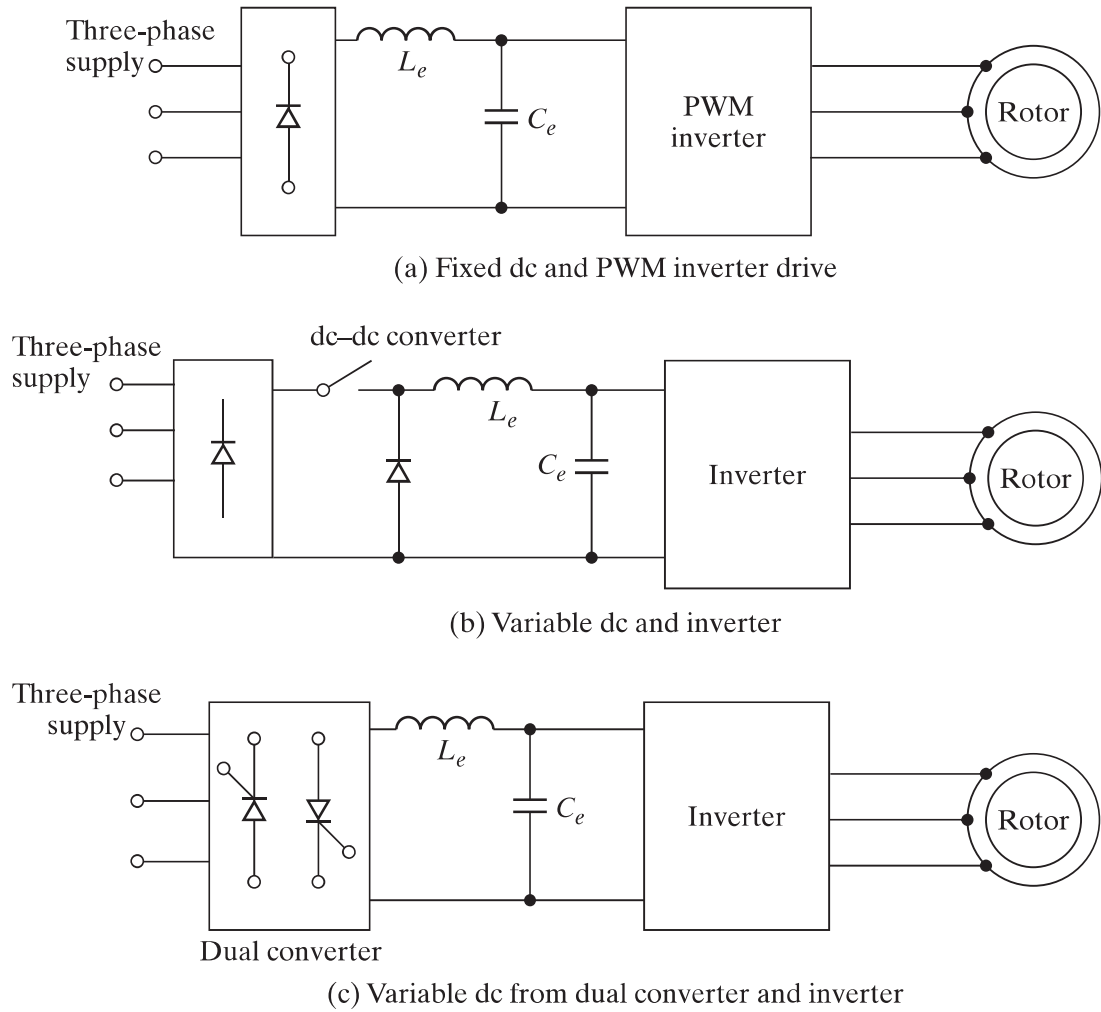 Three-phase
supply
L_e
C_e
PWM
inverter
Rotor
(a) Fixed dc and PWM inverter drive
dc–dc converter
Three-phase
supply
L_e
C_e
Inverter
Rotor
(b) Variable dc and inverter
Three-phase
supply
L_e
C_e
Inverter
Rotor
Dual converter
(c) Variable dc from dual converter and inverter